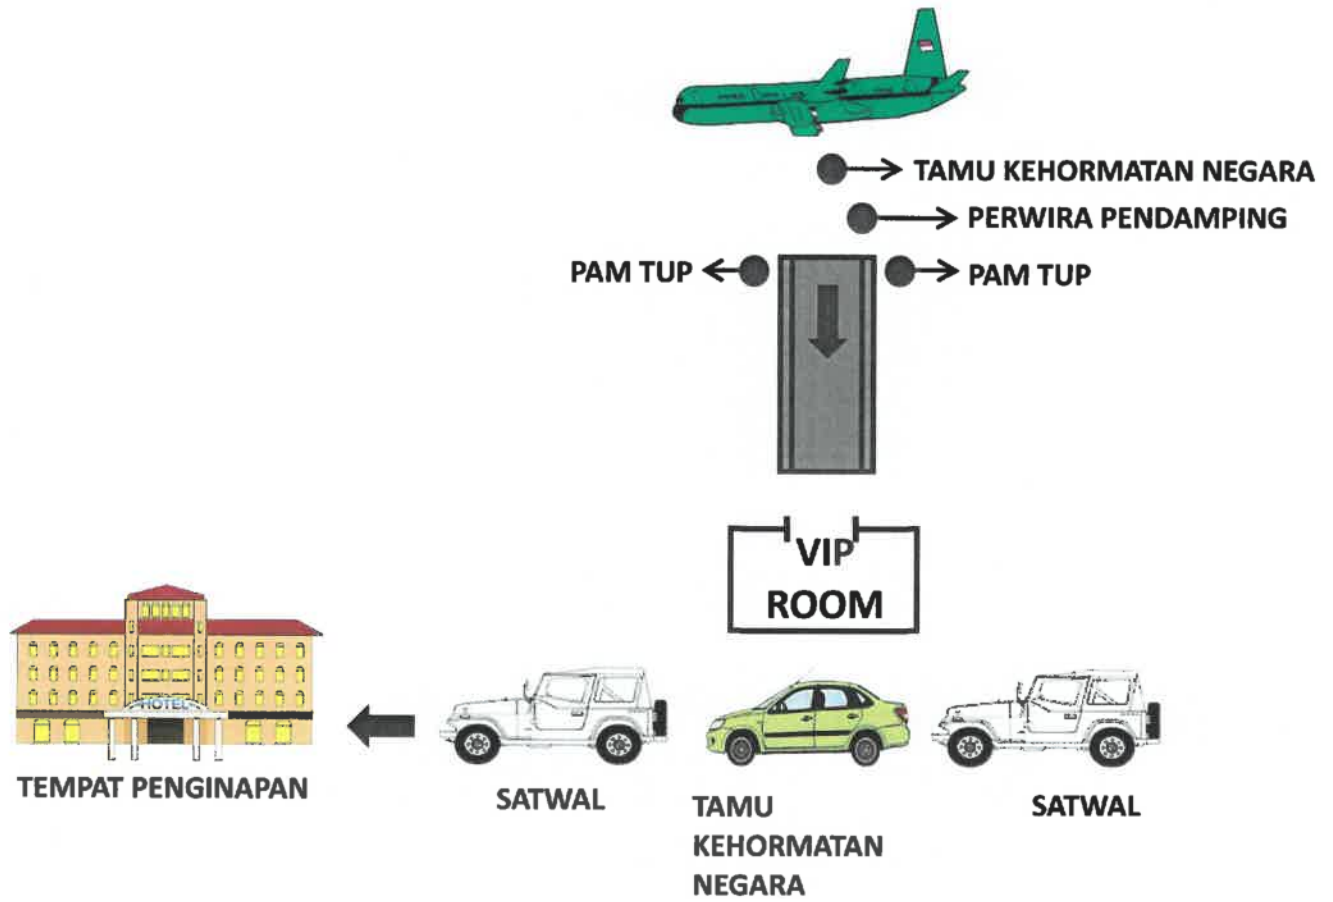 TAMU KEHORMATAN NEGARA
PERWIRA PENDAMPING
PAM TUP
PAM TUP
VIP
ROOM
HOTEL
TEMPAT PENGINAPAN
SATWAL
TAMU
KEHORMATAN
NEGARA
SATWAL